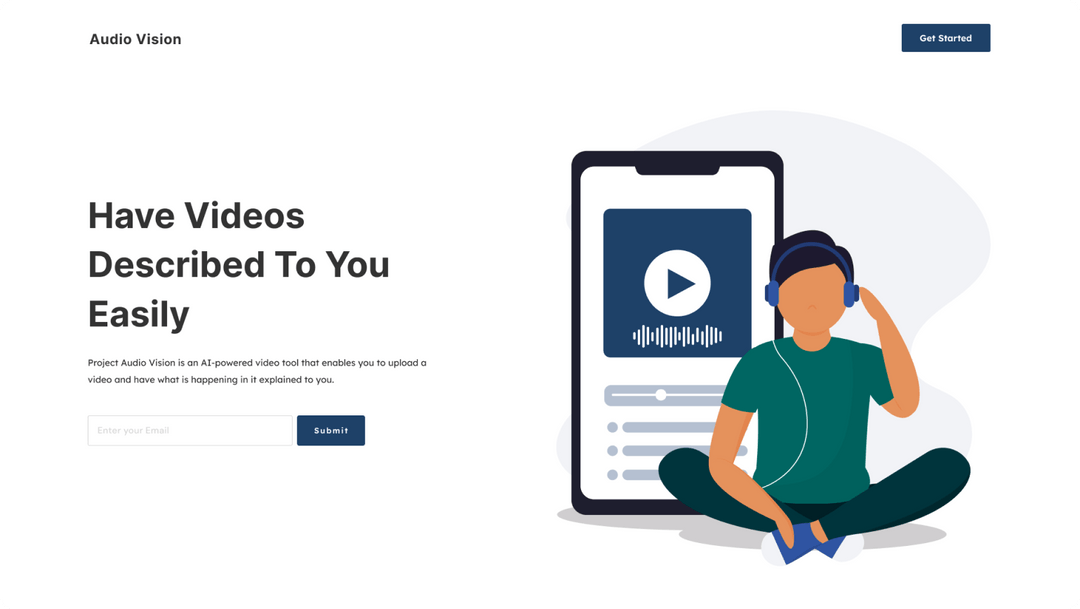 Audio Vision
Get Started
Have Videos
Described To You
Easily
Project Audio Vision is an AI-powered video tool that enables you to upload a
video and have what is happening in it explained to you.
Enter your Email
Submit